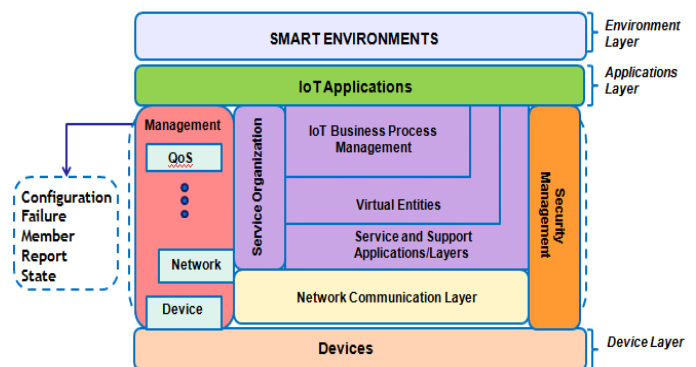 SMART ENVIRONMENTS
Environment
Layer
IoT Applications
Applications
Layer
Management
QoS
Network
Device
Configuration
Failure
Member
Report
State
Service Organization
IoT Business Process
Management
Virtual Entities
Service and Support
Applications/Layers
Network Communication Layer
Security
Management
Devices
Device Layer